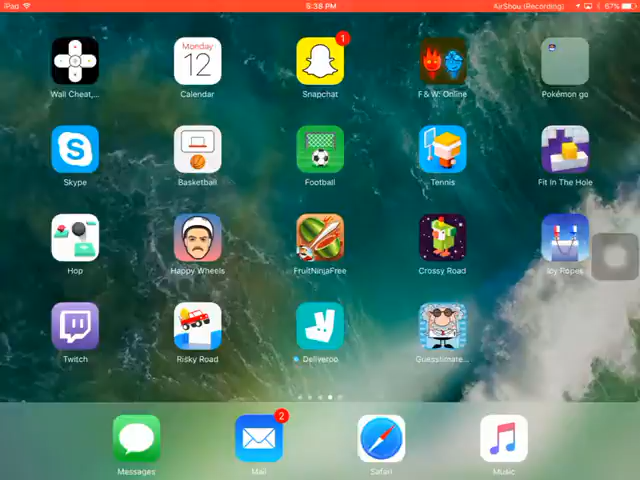 iPad 6:38 PM AirShou (Recording) 67%
Wall Cheat,... Monday 12 Calendar 1 Snapchat F & W: Online Pokémon go
Skype Basketball Football Tennis Fit In The Hole
Hop Happy Wheels FruitNinjaFree Crossy Road Icy Ropes
Twitch Risky Road Deliveroo Guesstimate...
Messages 2 Mail Safari Music